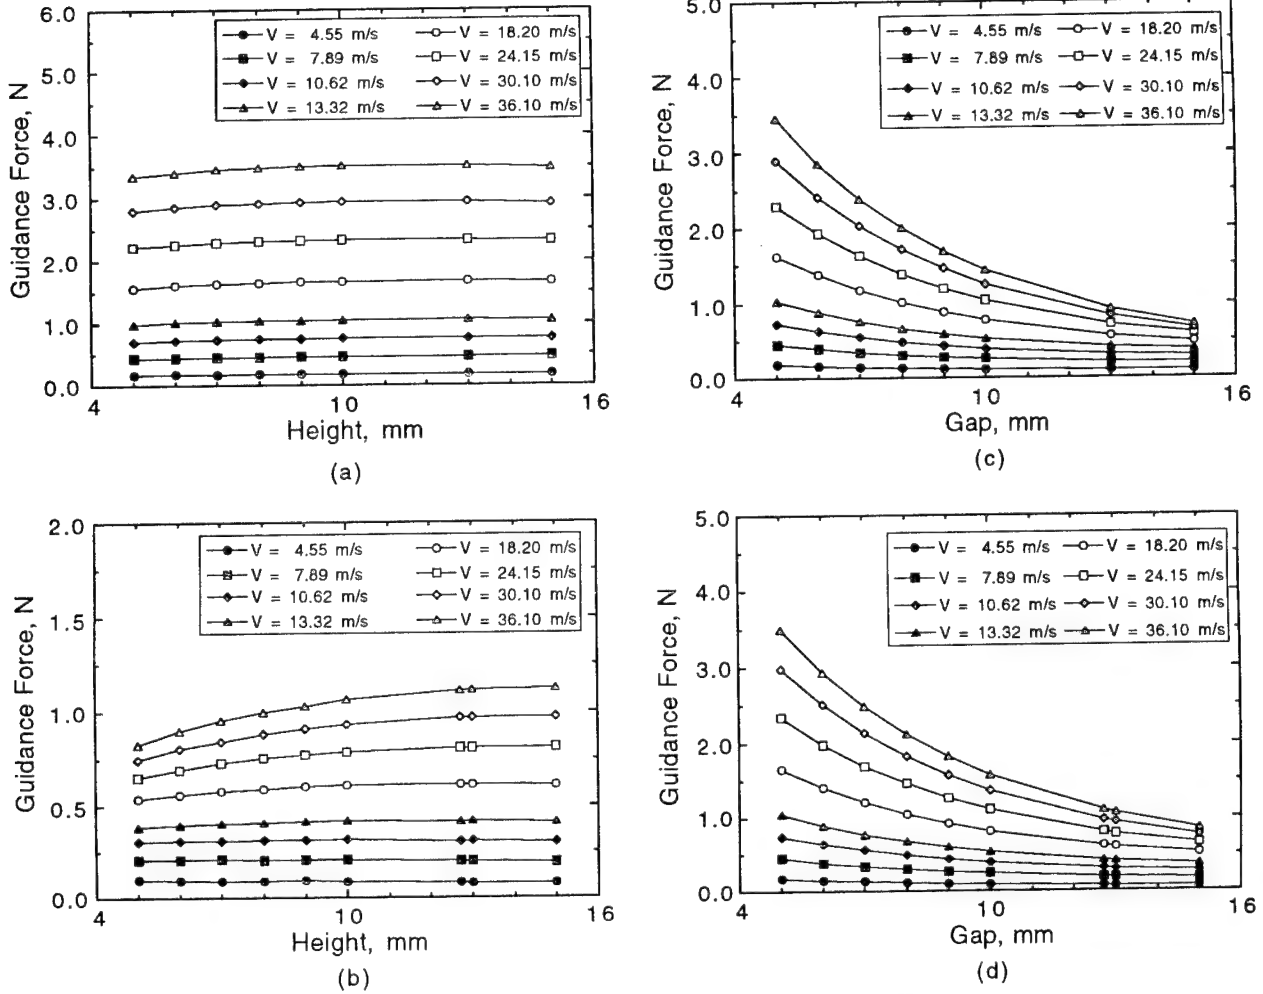 6.0
5.0
4.0
3.0
2.0
1.0
0.0
Guidance Force, N
V = 4.55 m/s
V = 7.89 m/s
V = 10.62 m/s
V = 13.32 m/s
V = 18.20 m/s
V = 24.15 m/s
V = 30.10 m/s
V = 36.10 m/s
4
10
16
Height, mm
(a)
5.0
4.0
3.0
2.0
1.0
0.0
Guidance Force, N
V = 4.55 m/s
V = 7.89 m/s
V = 10.62 m/s
V = 13.32 m/s
V = 18.20 m/s
V = 24.15 m/s
V = 30.10 m/s
V = 36.10 m/s
4
10
16
Gap, mm
(c)
2.0
1.5
1.0
0.5
0.0
Guidance Force, N
V = 4.55 m/s
V = 7.89 m/s
V = 10.62 m/s
V = 13.32 m/s
V = 18.20 m/s
V = 24.15 m/s
V = 30.10 m/s
V = 36.10 m/s
4
10
16
Height, mm
(b)
5.0
4.0
3.0
2.0
1.0
0.0
Guidance Force, N
V = 4.55 m/s
V = 7.89 m/s
V = 10.62 m/s
V = 13.32 m/s
V = 18.20 m/s
V = 24.15 m/s
V = 30.10 m/s
V = 36.10 m/s
4
10
16
Gap, mm
(d)